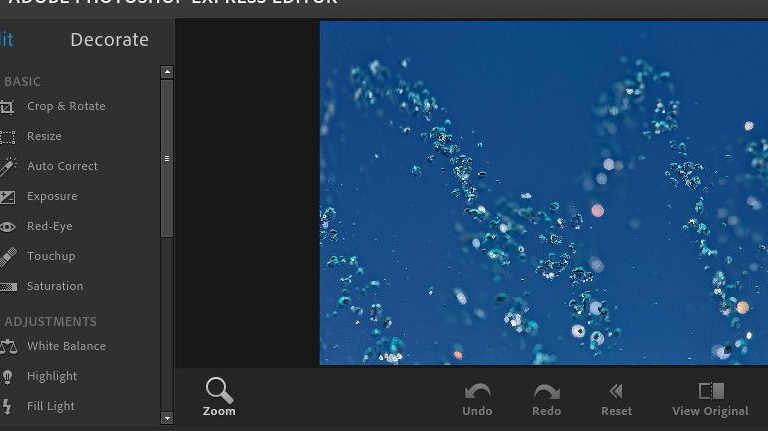 ADOBE PHOTOSHOP EXPRESS EDITOR
Decorate
BASIC
Crop & Rotate
Resize
Auto Correct
Exposure
Red-Eye
Touchup
Saturation
ADJUSTMENTS
White Balance
Highlight
Fill Light
Zoom
Undo
Redo
Reset
View Original